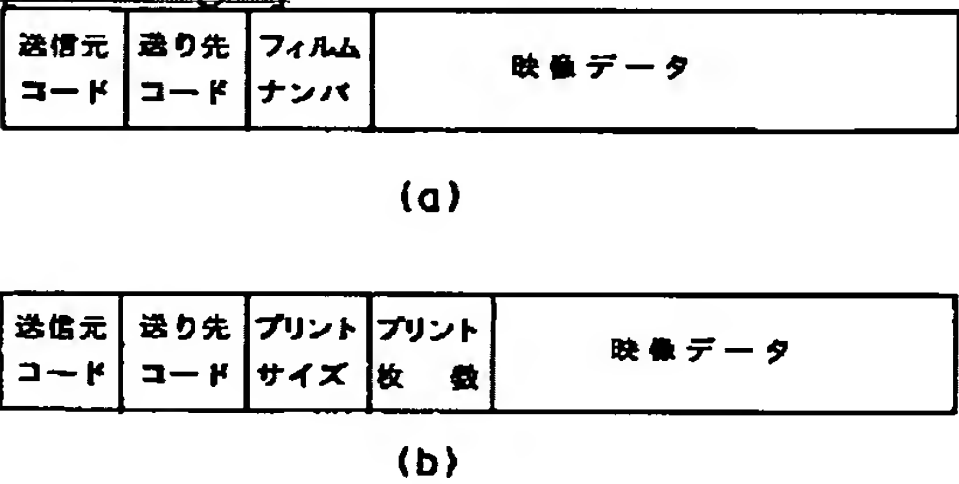 送信元 送り先 フィルム 映像データ
コード コード ナンバ
(a)
送信元 送り先 プリント プリント 映像データ
コード コード サイズ 枚 数
(b)